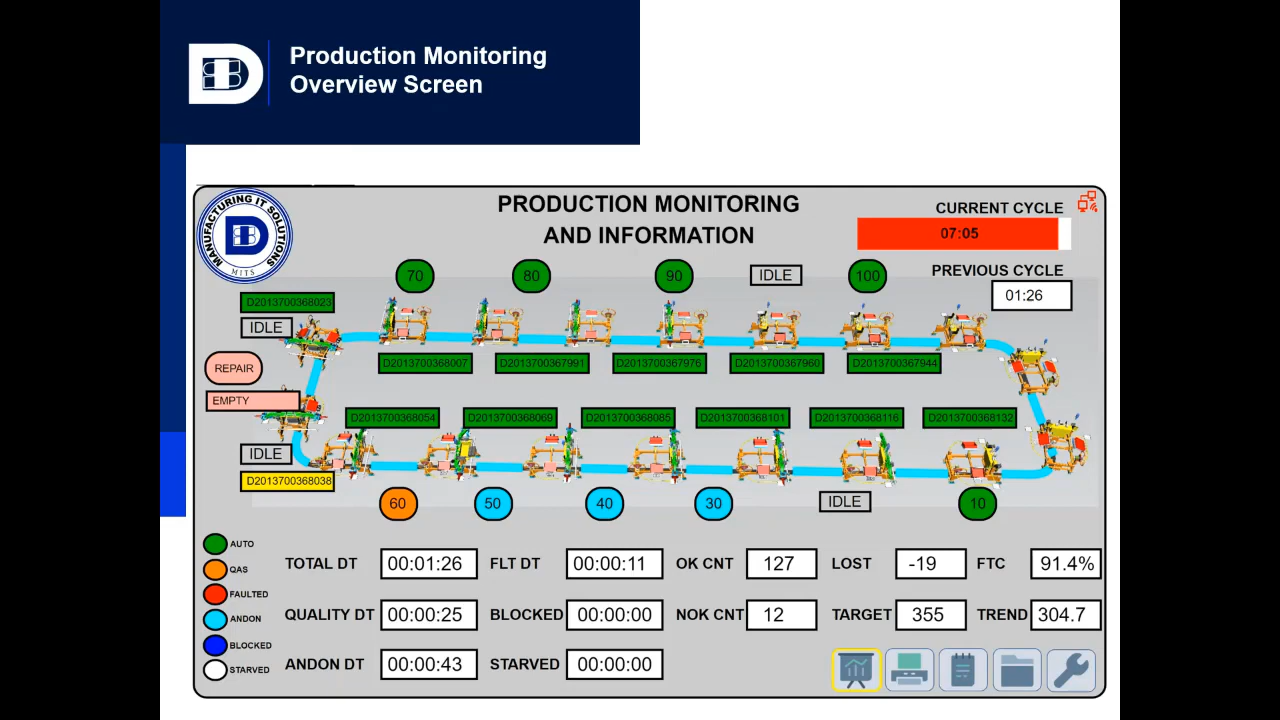 Production Monitoring
Overview Screen
MANUFACTURING IT SOLUTIONS
MITS
PRODUCTION MONITORING
AND INFORMATION
CURRENT CYCLE
07:05
PREVIOUS CYCLE
01:26
70
80
90
IDLE
100
D2013700368023
IDLE
REPAIR
EMPTY
D2013700368007
D2013700367991
D2013700367976
D2013700367960
D2013700367944
D2013700368054
D2013700368069
D2013700368085
D2013700368101
D2013700368116
D2013700368132
IDLE
D2013700368038
60
50
40
30
IDLE
10
AUTO
QAS
FAULTED
ANDON
BLOCKED
STARVED
TOTAL DT 00:01:26 FLT DT 00:00:11 OK CNT 127 LOST -19 FTC 91.4%
QUALITY DT 00:00:25 BLOCKED 00:00:00 NOK CNT 12 TARGET 355 TREND 304.7
ANDON DT 00:00:43 STARVED 00:00:00